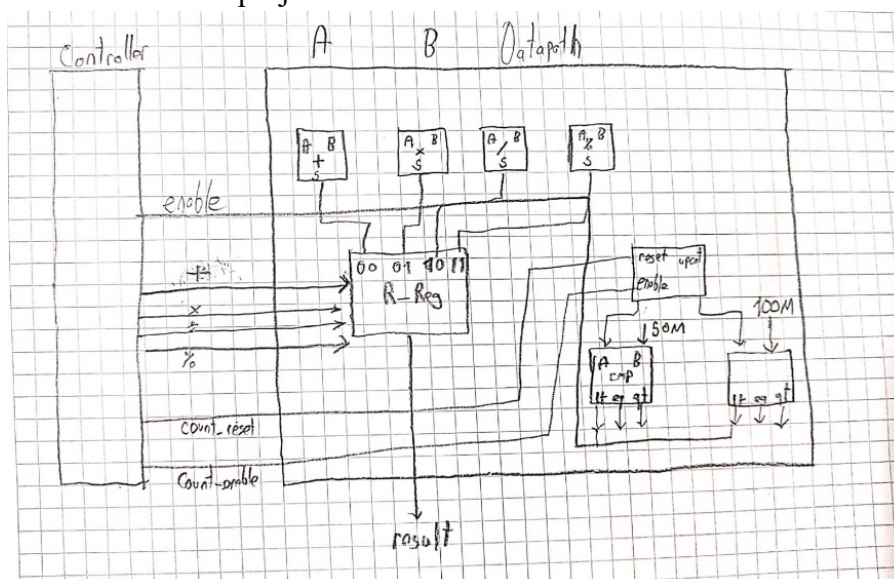 proj
Controller A B Datapath
A B
+
S
A B
×
S
A B
/
S
A B
%
S
enable
+
×
÷
%
00 01 10 11
R_Reg
reset upcnt
enable
50M
100M
A B
CMP
lt eq gt
lt eq gt
count_reset
Count_enable
result